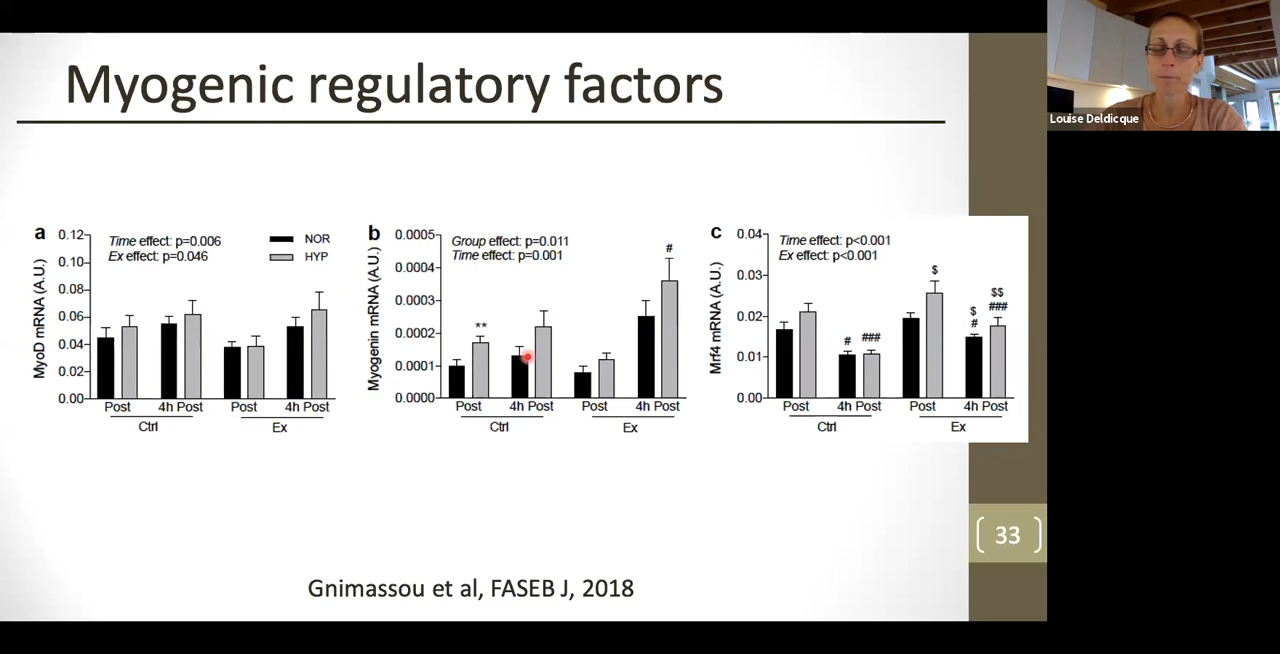 Myogenic regulatory factors
Louise Deldicque
a
MyoD mRNA (A.U.)
0.12
0.10
0.08
0.06
0.04
0.02
0.00
Time effect: p=0.006
Ex effect: p=0.046
NOR
HYP
Post 4h Post Post 4h Post
Ctrl Ex
b
Myogenin mRNA (A.U.)
0.0005
0.0004
0.0003
0.0002
0.0001
0.0000
Group effect: p=0.011
Time effect: p=0.001
**
#
Post 4h Post Post 4h Post
Ctrl Ex
c
Mrf4 mRNA (A.U.)
0.04
0.03
0.02
0.01
0.00
Time effect: p<0.001
Ex effect: p<0.001
# ###
$
$
#
$$
###
Post 4h Post Post 4h Post
Ctrl Ex
33
Gnimassou et al, FASEB J, 2018